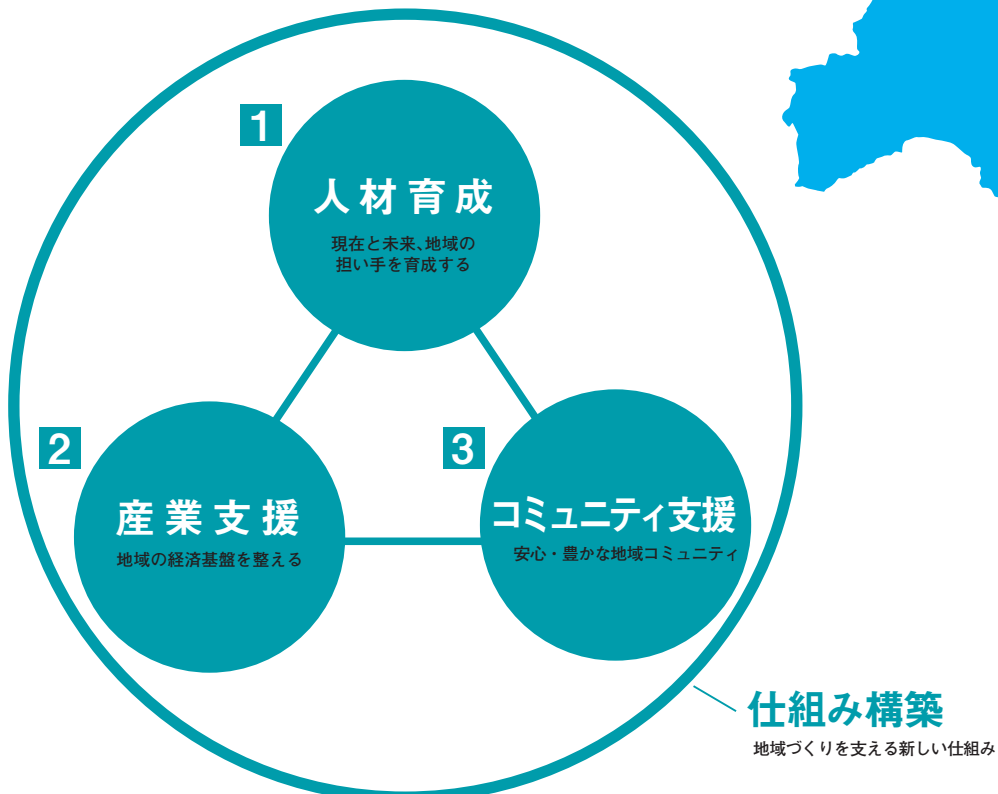 1
人材育成
現在と未来、地域の
担い手を育成する
2
産業支援
地域の経済基盤を整える
3
コミュニティ支援
安心・豊かな地域コミュニティ
仕組み構築
地域づくりを支える新しい仕組み